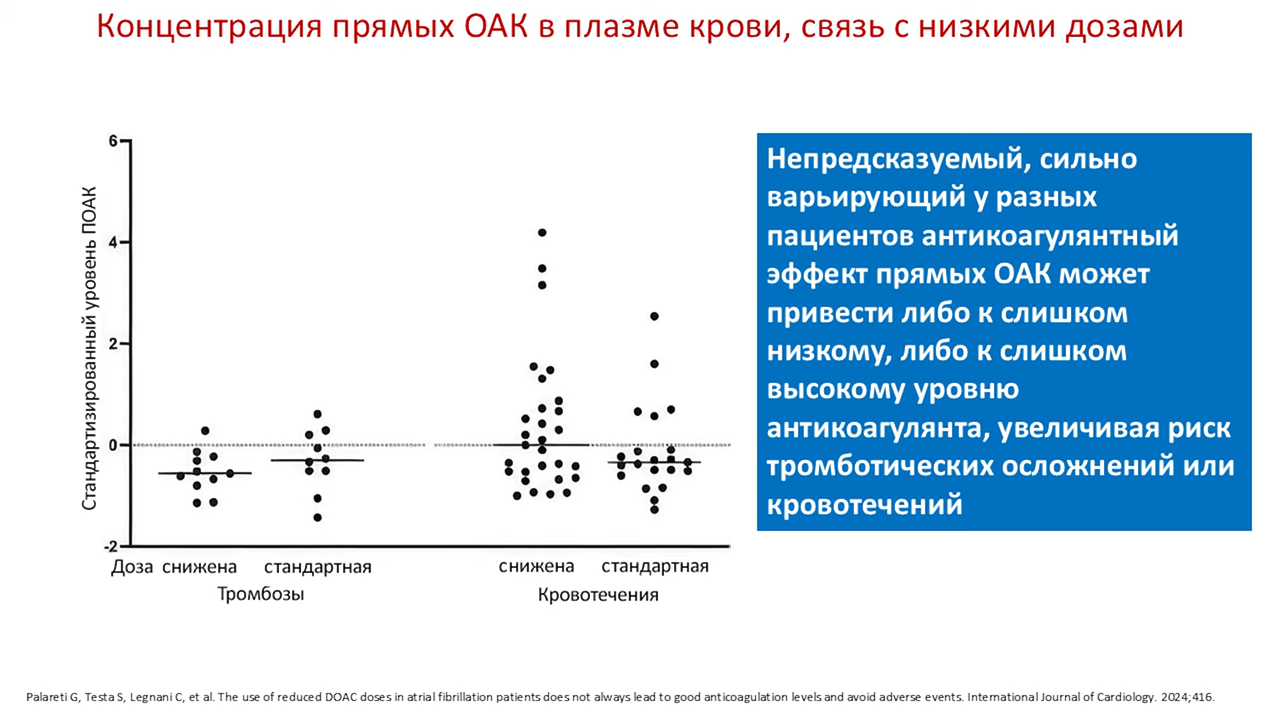 Концентрация прямых ОАК в плазме крови, связь с низкими дозами
Стандартизированный уровень ПОАК
6
4
2
0
-2
Доза снижена стандартная снижена стандартная
Тромбозы Кровотечения
Непредсказуемый, сильно
варьирующий у разных
пациентов антикоагулянтный
эффект прямых ОАК может
привести либо к слишком
низкому, либо к слишком
высокому уровню
антикоагулянта, увеличивая риск
тромботических осложнений или
кровотечений
Palareti G, Testa S, Legnani C, et al. The use of reduced DOAC doses in atrial fibrillation patients does not always lead to good anticoagulation levels and avoid adverse events. International Journal of Cardiology. 2024;416.